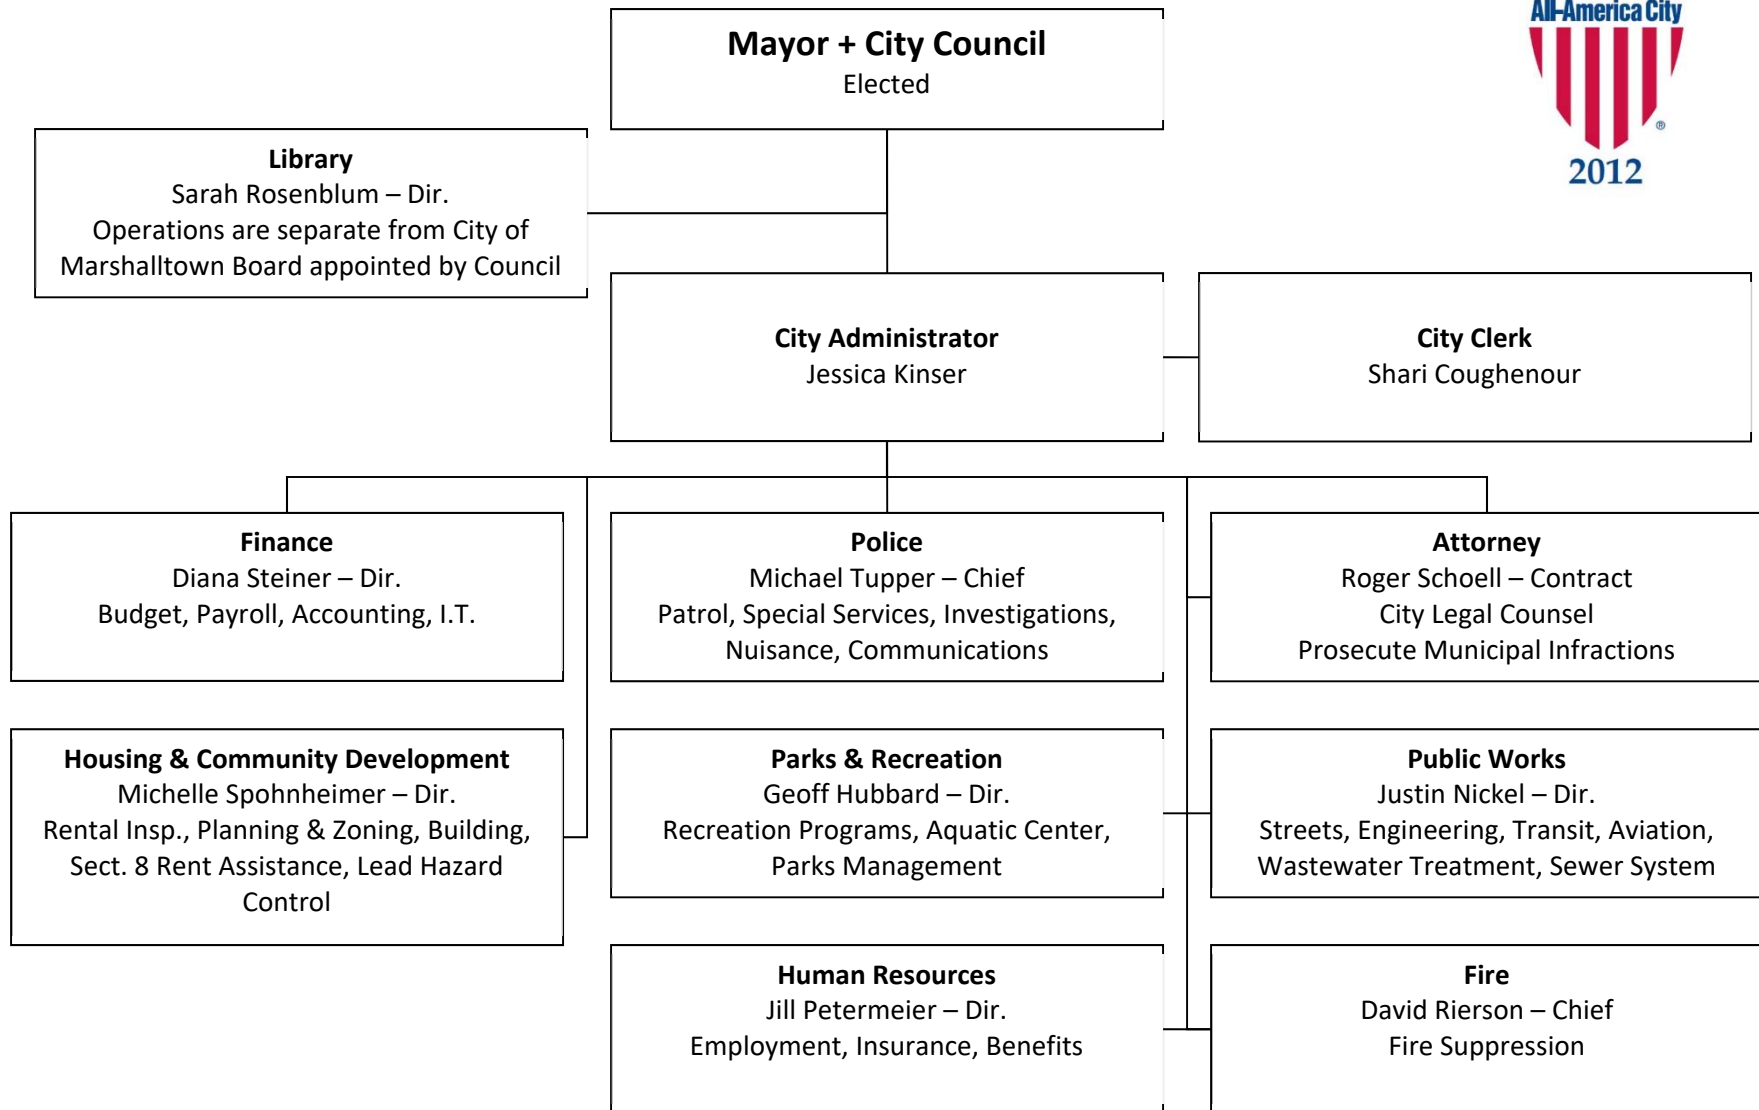 All-America City
®
2012
Mayor + City Council
Elected
Library
Sarah Rosenblum – Dir.
Operations are separate from City of
Marshalltown Board appointed by Council
City Administrator
Jessica Kinser
City Clerk
Shari Coughenour
Finance
Diana Steiner – Dir.
Budget, Payroll, Accounting, I.T.
Police
Michael Tupper – Chief
Patrol, Special Services, Investigations,
Nuisance, Communications
Attorney
Roger Schoell – Contract
City Legal Counsel
Prosecute Municipal Infractions
Housing & Community Development
Michelle Spohnheimer – Dir.
Rental Insp., Planning & Zoning, Building,
Sect. 8 Rent Assistance, Lead Hazard
Control
Parks & Recreation
Geoff Hubbard – Dir.
Recreation Programs, Aquatic Center,
Parks Management
Public Works
Justin Nickel – Dir.
Streets, Engineering, Transit, Aviation,
Wastewater Treatment, Sewer System
Human Resources
Jill Petermeier – Dir.
Employment, Insurance, Benefits
Fire
David Rierson – Chief
Fire Suppression